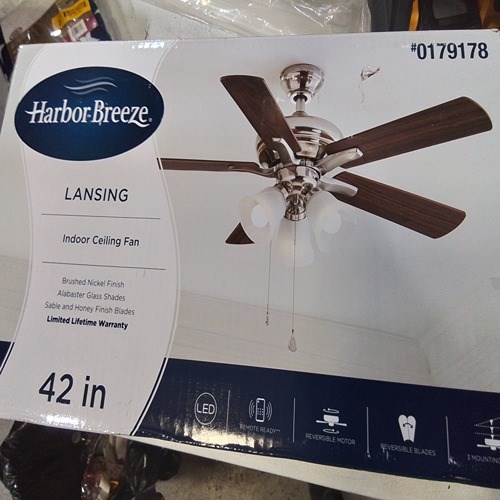 #0179178
Harbor Breeze®
LANSING
Indoor Ceiling Fan
Brushed Nickel Finish
Alabaster Glass Shades
Sable and Honey Finish Blades
Limited Lifetime Warranty
42 in
LED
REMOTE READY™
REVERSIBLE MOTOR
REVERSIBLE BLADES
3 MOUNTING